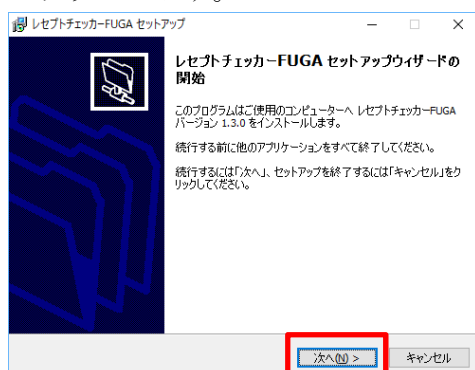 レセプトチェッカーFUGA セットアップ
レセプトチェッカーFUGA セットアップウィザードの
開始
このプログラムはご使用のコンピューターへ レセプトチェッカーFUGA
バージョン 1.3.0 をインストールします。
続行する前に他のアプリケーションをすべて終了してください。
続行するには「次へ」、セットアップを終了するには「キャンセル」をク
リックしてください。
次へ(N) >
キャンセル